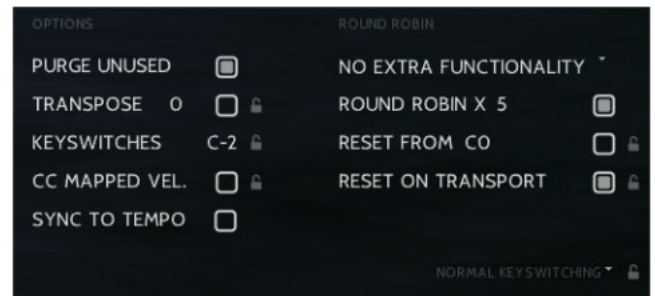 OPTIONS
PURGE UNUSED
TRANSPOSE 0
KEYSWITCHES C-2
CC MAPPED VEL.
SYNC TO TEMPO
ROUND ROBIN
NO EXTRA FUNCTIONALITY
ROUND ROBIN X 5
RESET FROM C0
RESET ON TRANSPORT
NORMAL KEYSWITCHING